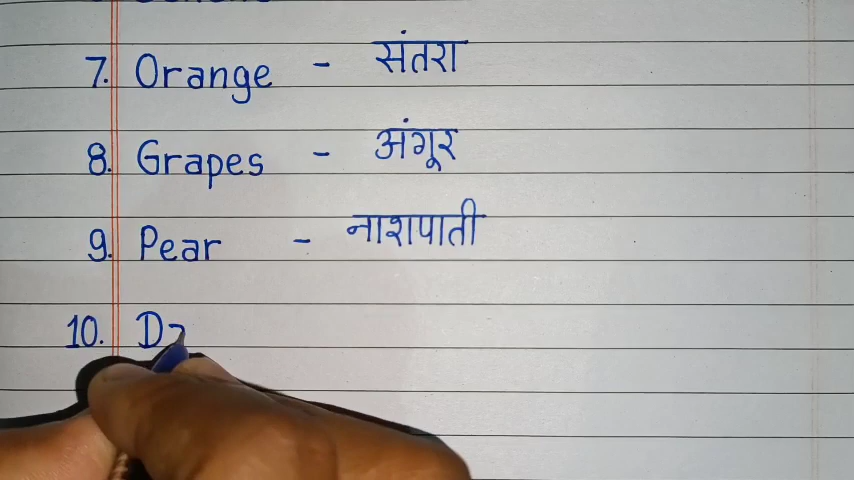 7. Orange - संतरा
8. Grapes - अंगूर
9. Pear - नाशपाती
10. D